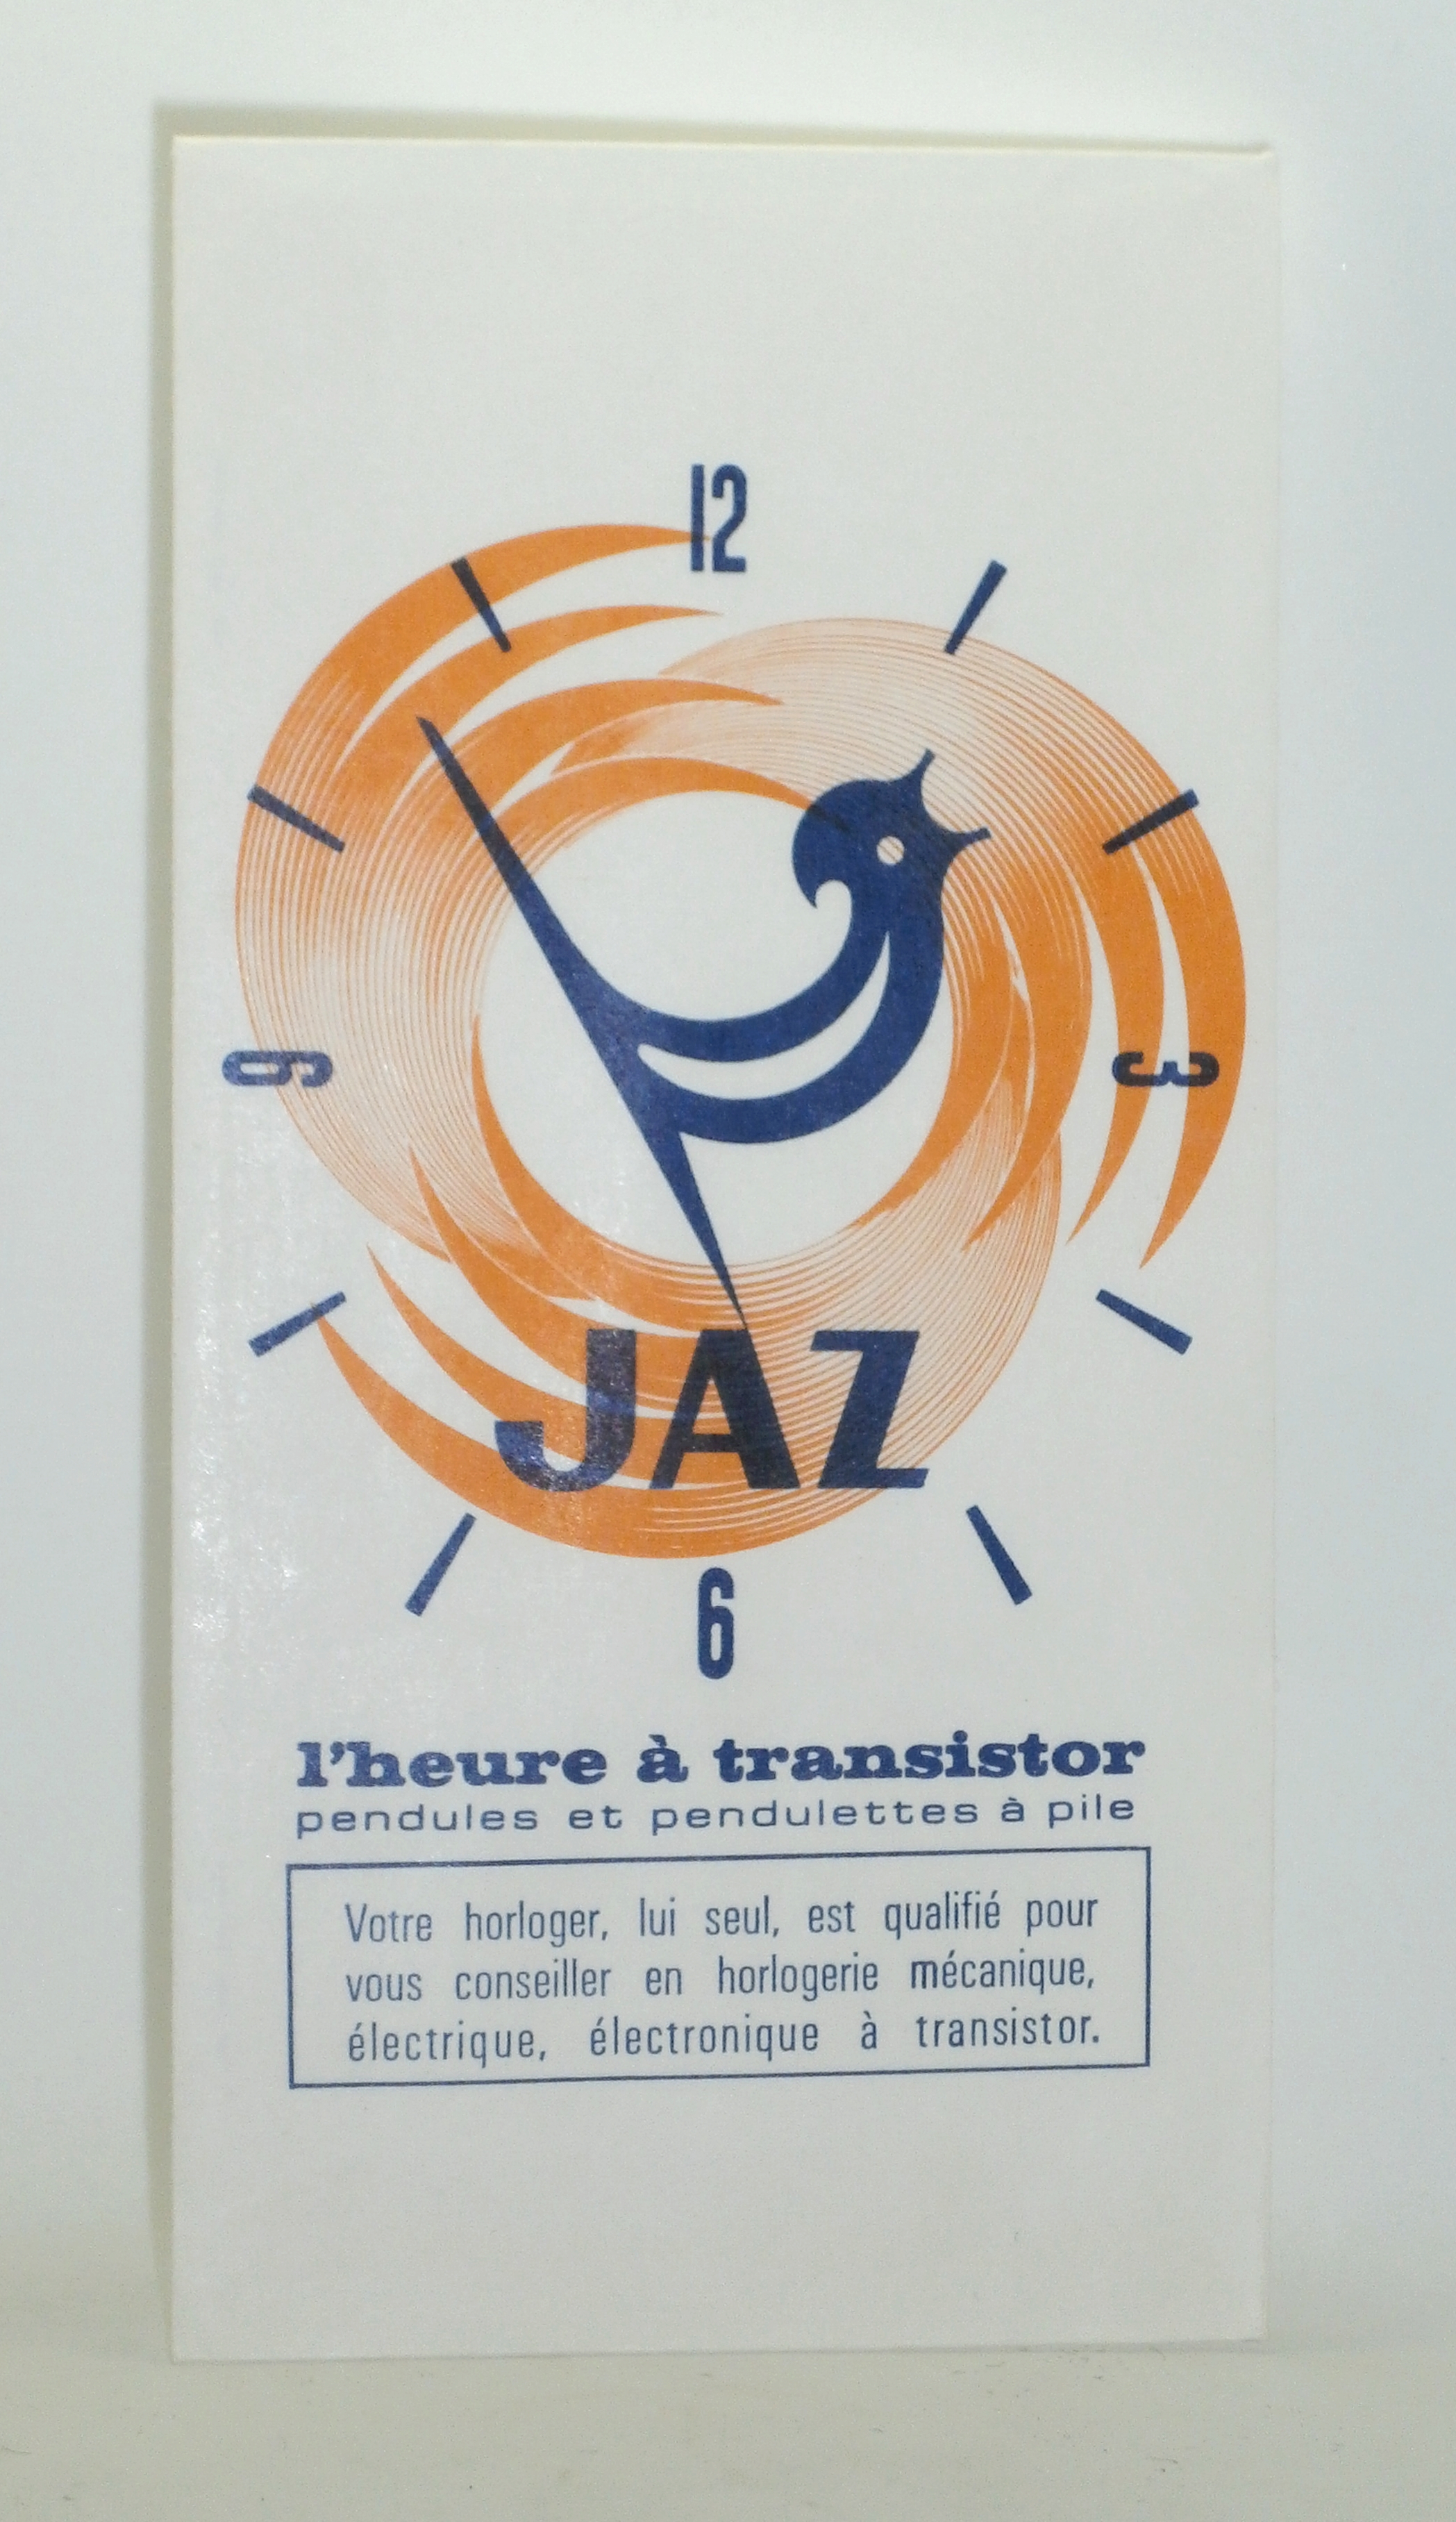 12
9
3
JAZ
6
l'heure à transistor
pendules et pendulettes à pile
Votre horloger, lui seul, est qualifié pour
vous conseiller en horlogerie mécanique,
électrique, électronique à transistor.